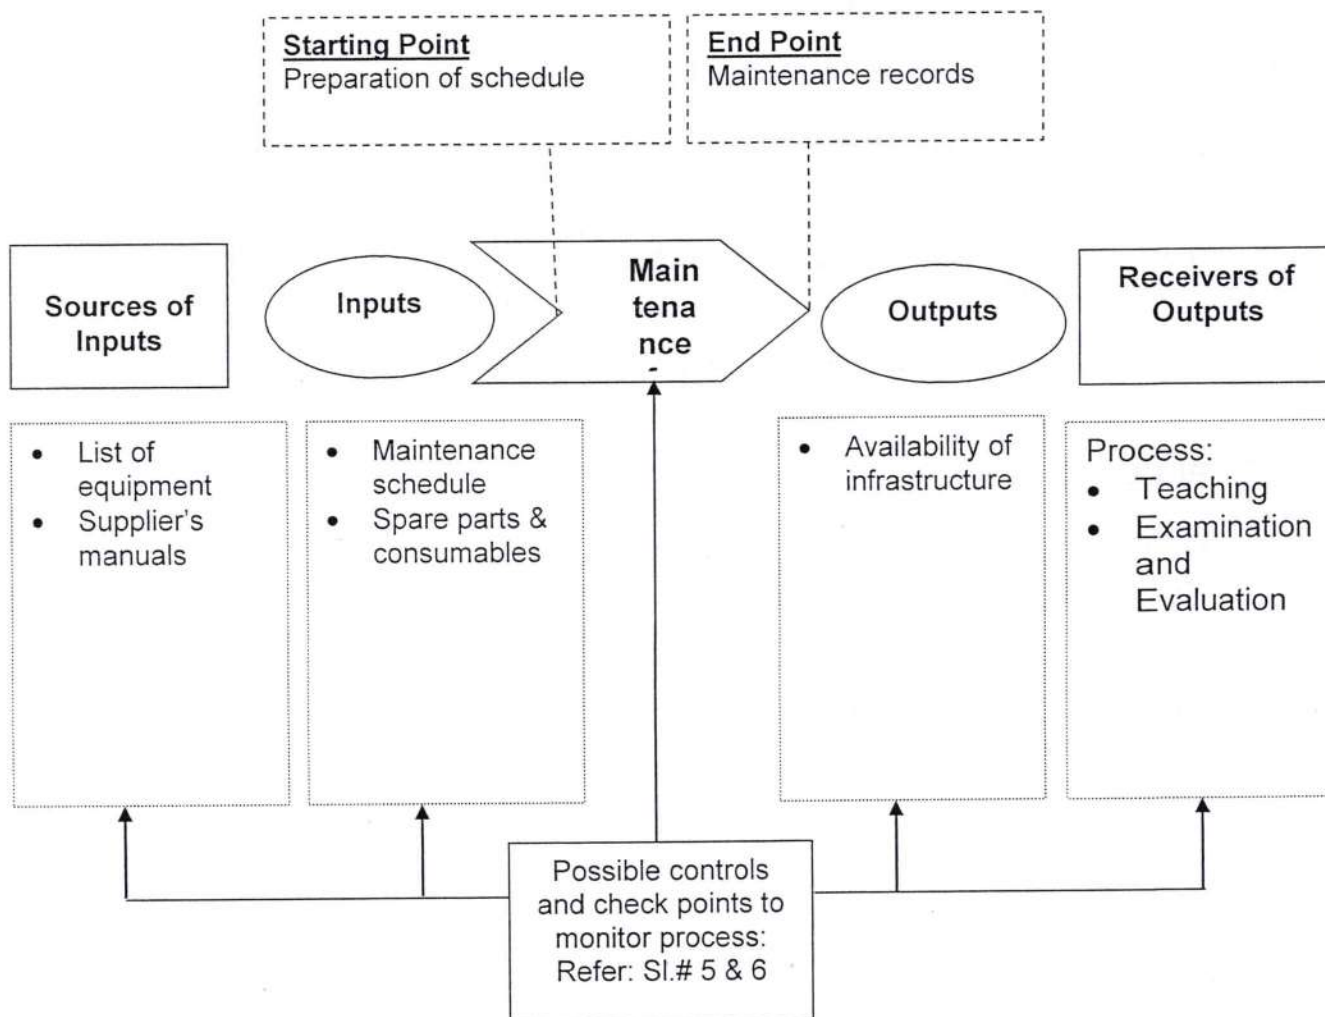 Starting Point
Preparation of schedule
End Point
Maintenance records
Sources of
Inputs
Inputs
Main
tena
nce
-
Outputs
Receivers of
Outputs
• List of
equipment
• Supplier's
manuals
• Maintenance
schedule
• Spare parts &
consumables
• Availability of
infrastructure
Process:
• Teaching
• Examination
and
Evaluation
Possible controls
and check points to
monitor process:
Refer: Sl.# 5 & 6